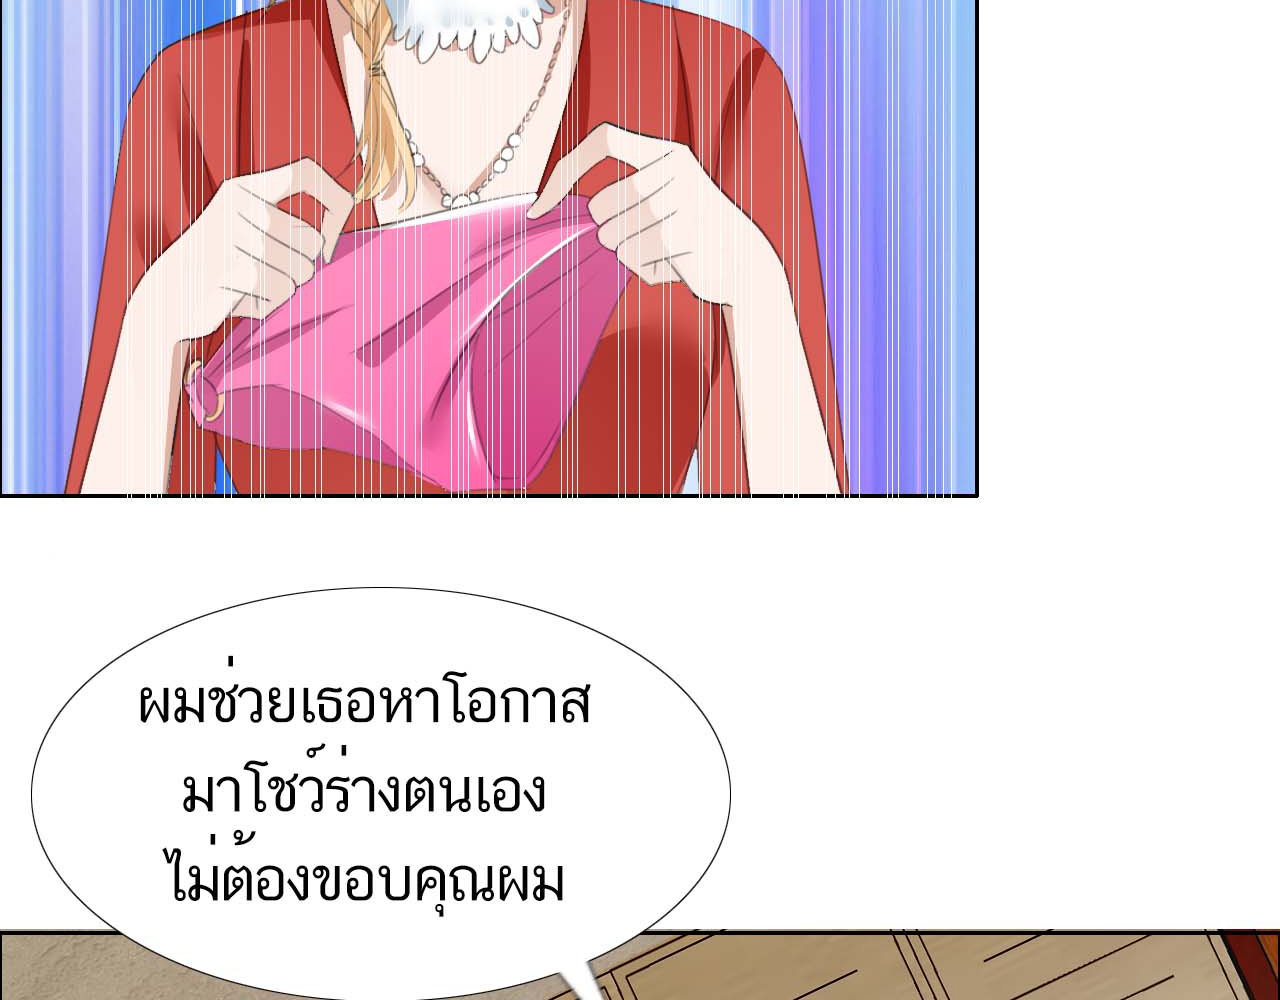 ผมช่วยเธอหาโอกาส
มาโชว์ร่างตนเอง
ไม่ต้องขอบคุณผม